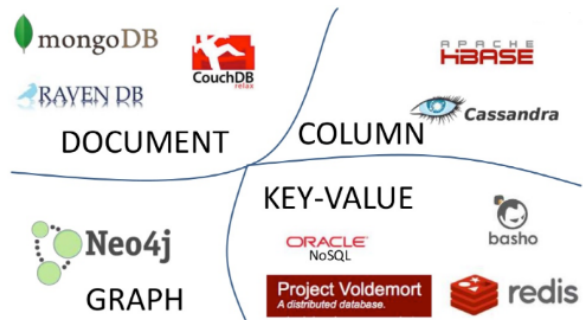 mongoDB
CouchDB
relax
RAVEN DB
DOCUMENT
APACHE
HBASE
Cassandra
COLUMN
KEY-VALUE
ORACLE
NoSQL
basho
Project Voldemort
A distributed database.
redis
Neo4j
GRAPH